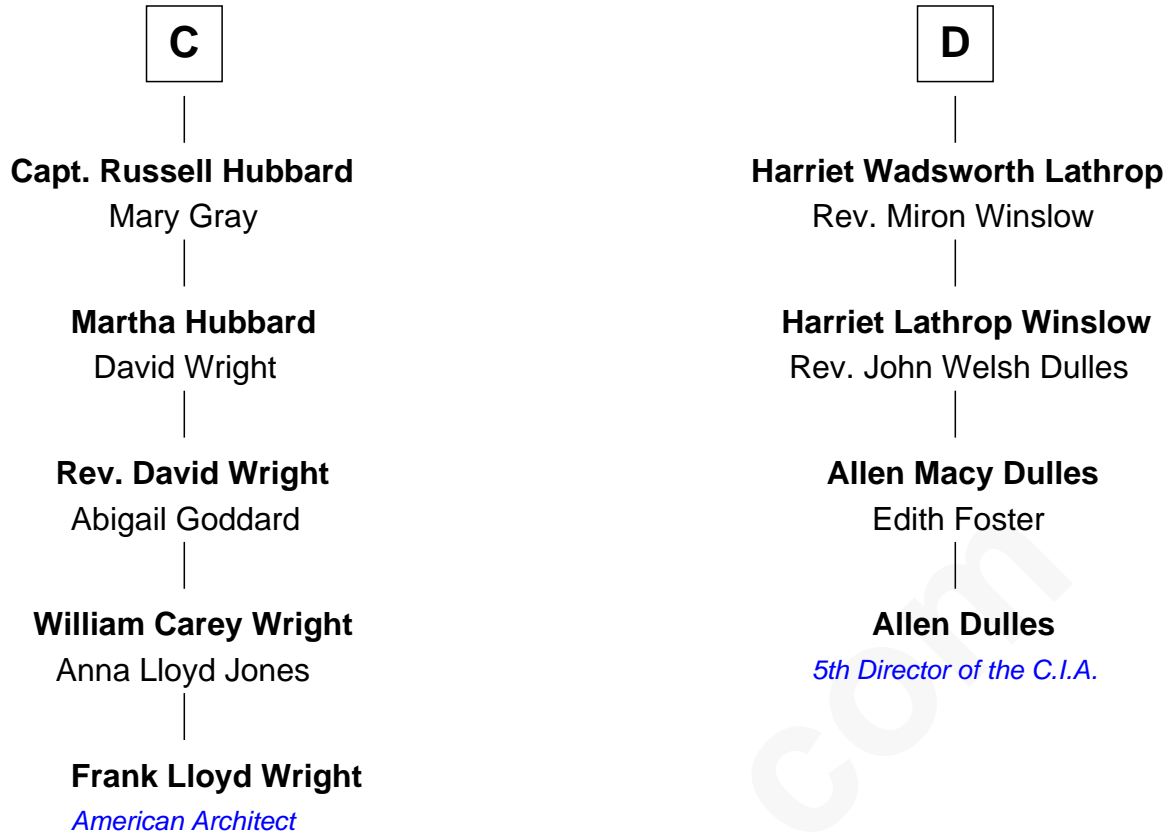 C
Capt. Russell Hubbard
Mary Gray
Martha Hubbard
David Wright
Rev. David Wright
Abigail Goddard
William Carey Wright
Anna Lloyd Jones
Frank Lloyd Wright
American Architect
D
Harriet Wadsworth Lathrop
Rev. Miron Winslow
Harriet Lathrop Winslow
Rev. John Welsh Dulles
Allen Macy Dulles
Edith Foster
Allen Dulles
5th Director of the C.I.A.
com